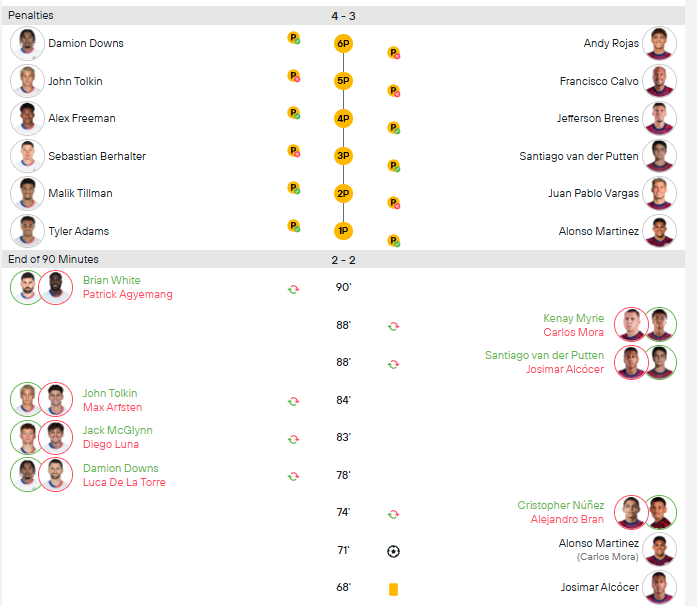 Penalties 4 - 3
Damion Downs P 6P P Andy Rojas
John Tolkin P 5P P Francisco Calvo
Alex Freeman P 4P P Jefferson Brenes
Sebastian Berhalter P 3P P Santiago van der Putten
Malik Tillman P 2P P Juan Pablo Vargas
Tyler Adams P 1P P Alonso Martinez
End of 90 Minutes 2 - 2
Brian White
Patrick Agyemang
90'
88'
Kenay Myrie
Carlos Mora
88'
Santiago van der Putten
Josimar Alcócer
John Tolkin
Max Arfsten
84'
Jack McGlynn
Diego Luna
83'
Damion Downs
Luca De La Torre
78'
74'
Cristopher Núñez
Alejandro Bran
71'
Alonso Martinez
(Carlos Mora)
68' Josimar Alcócer